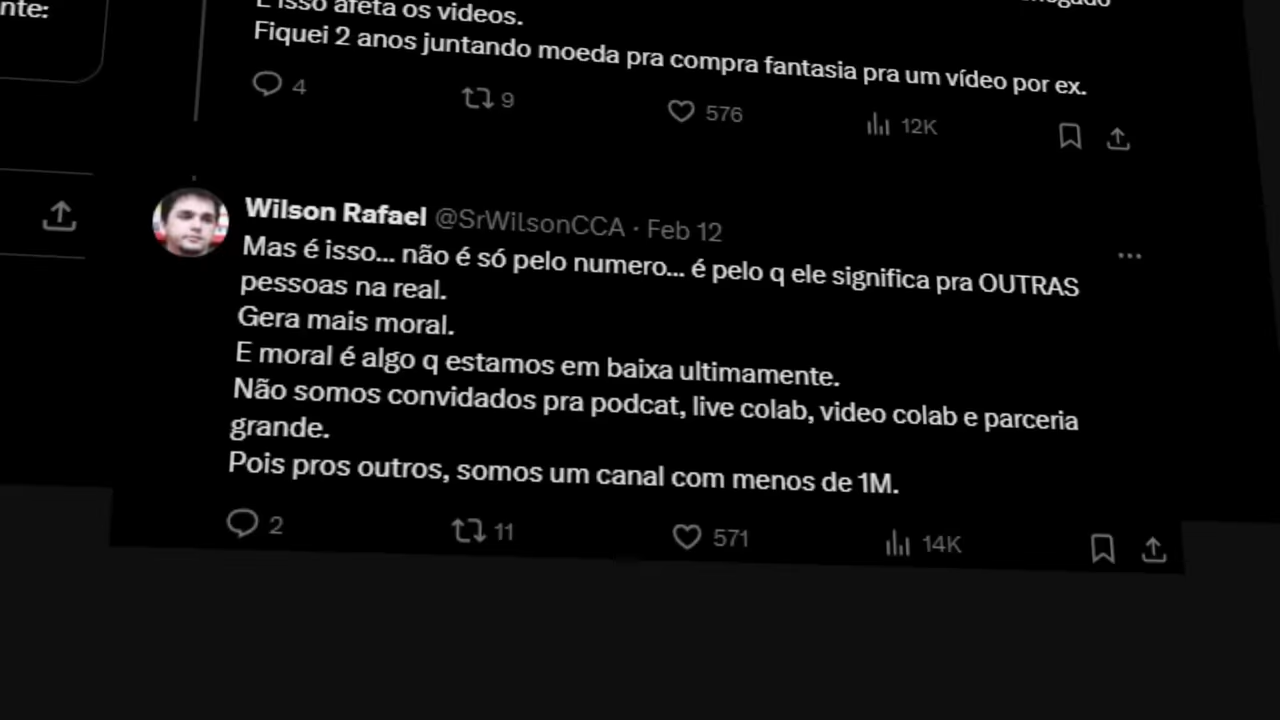 nte:
E isso afeta os videos.
Fiquei 2 anos juntando moeda pra compra fantasia pra um vídeo por ex.
4 9 576 12K
Wilson Rafael @SrWilsonCCA · Feb 12
Mas é isso... não é só pelo numero... é pelo q ele significa pra OUTRAS
pessoas na real.
Gera mais moral.
E moral é algo q estamos em baixa ultimamente.
Não somos convidados pra podcat, live colab, video colab e parceria
grande.
Pois pros outros, somos um canal com menos de 1M.
2 11 571 14K